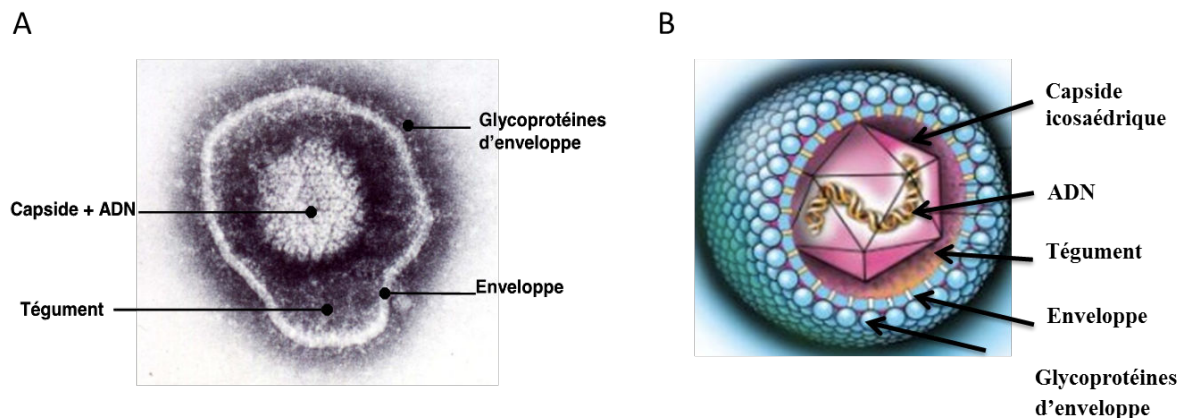 A
Glycoprotéines
d'enveloppe
Capside + ADN
Enveloppe
Tégument
B
Capside
icosaédrique
ADN
Tégument
Enveloppe
Glycoprotéines
d'enveloppe